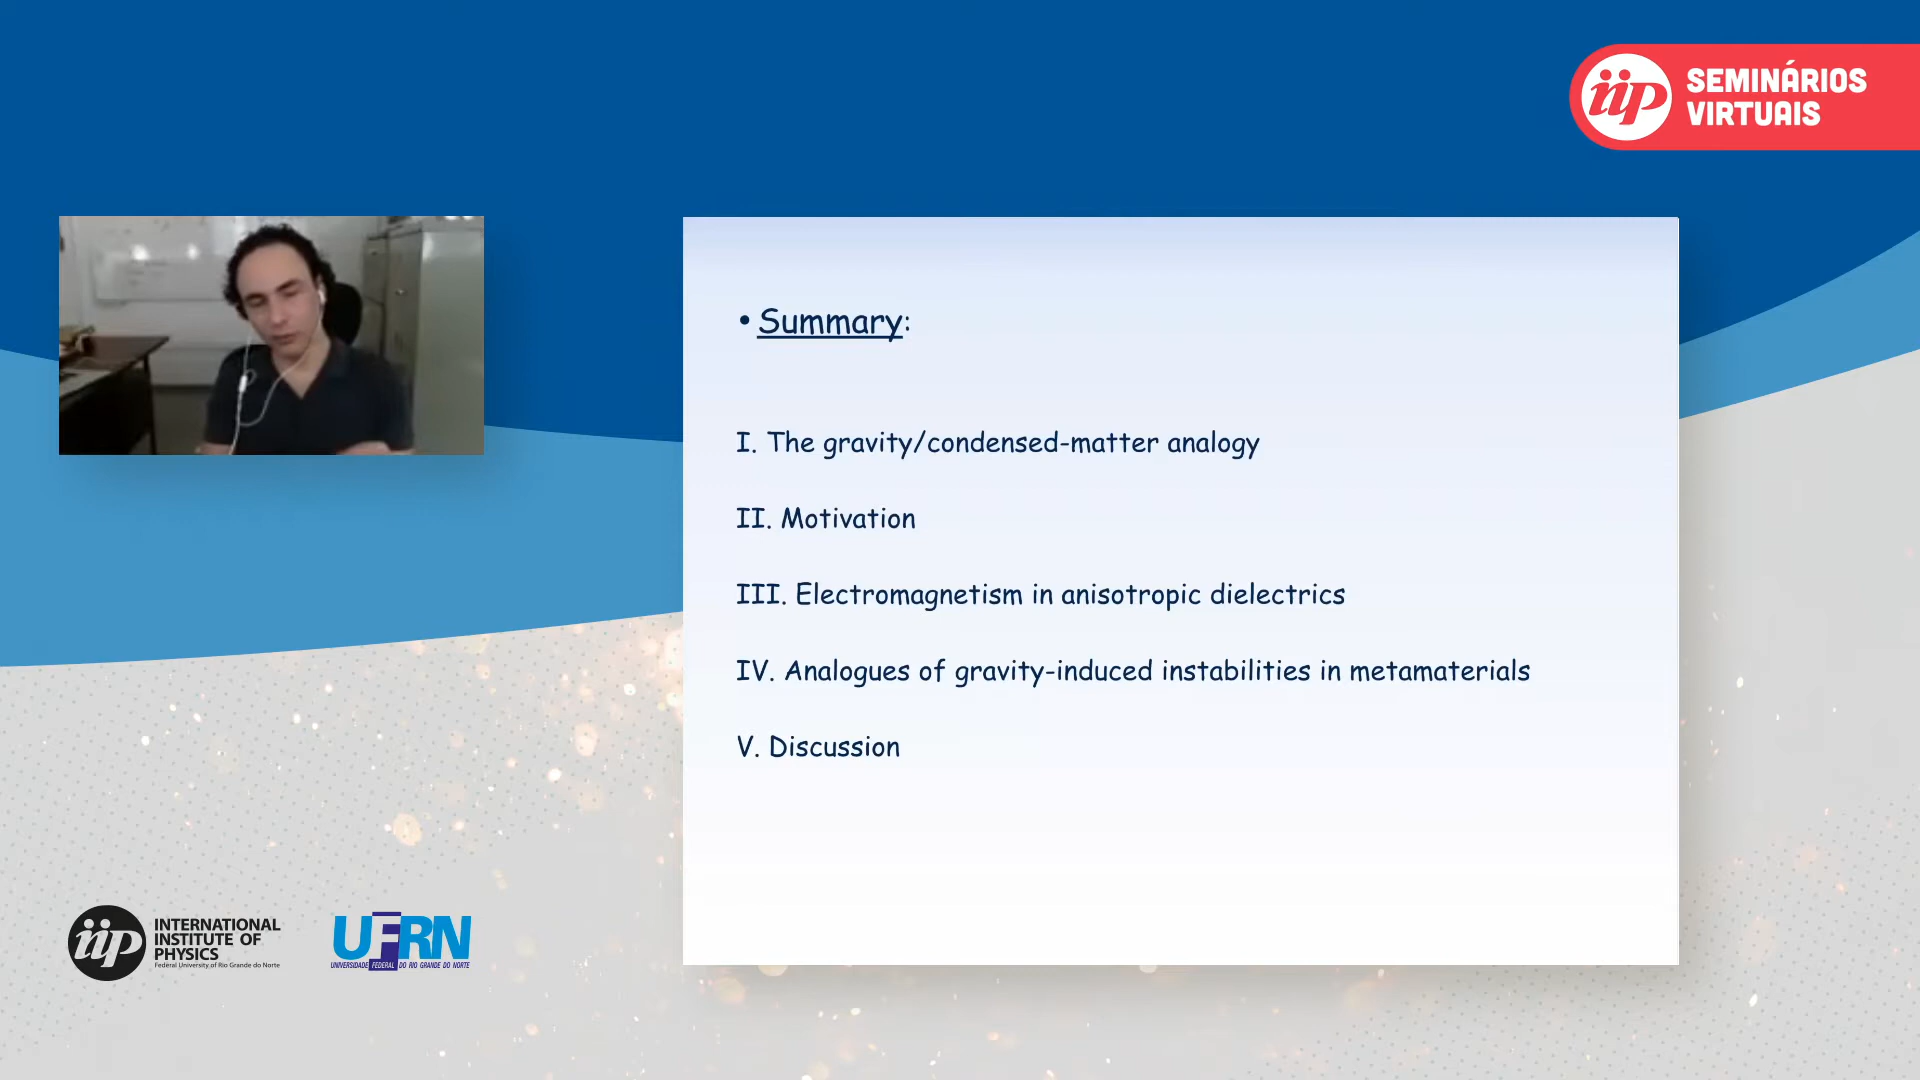 iip
SEMINÁRIOS
VIRTUAIS
• Summary:
I. The gravity/condensed-matter analogy
II. Motivation
III. Electromagnetism in anisotropic dielectrics
IV. Analogues of gravity-induced instabilities in metamaterials
V. Discussion
iip
INTERNATIONAL
INSTITUTE OF
PHYSICS
Federal University of Rio Grande do Norte
UFRN
UNIVERSIDADE FEDERAL DO RIO GRANDE DO NORTE